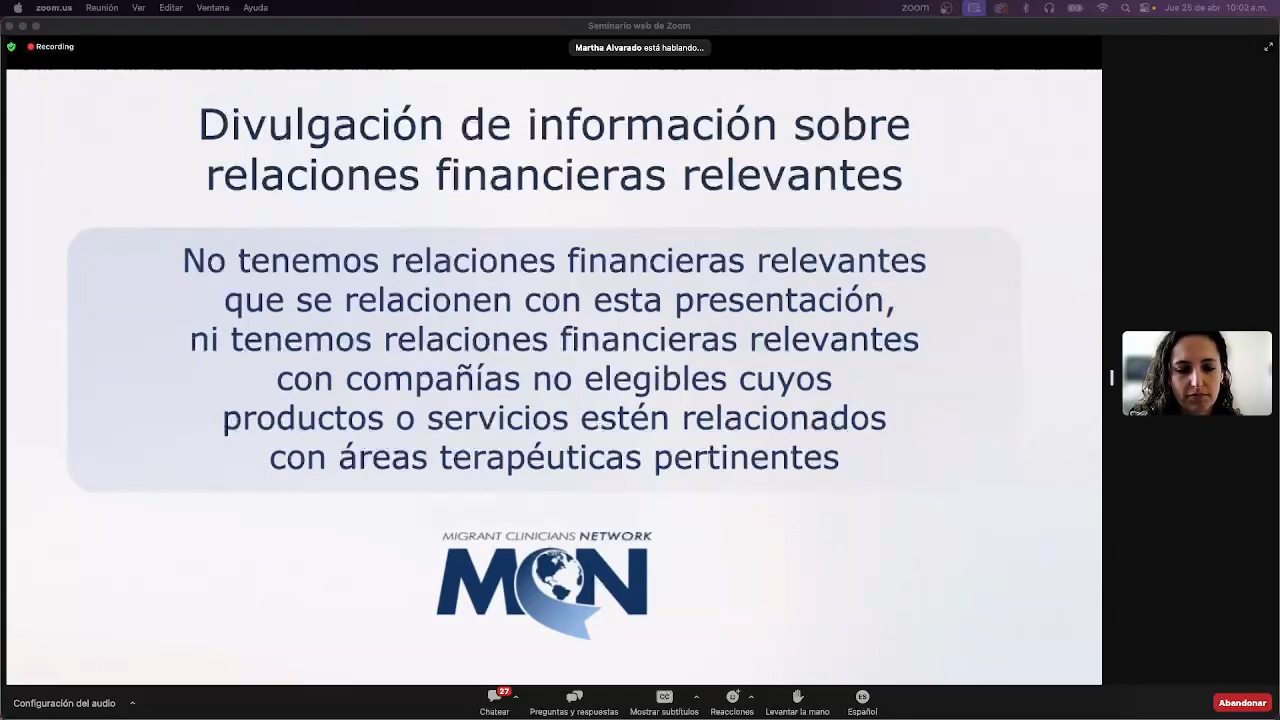 zoom.us Reunión Ver Editar Ventana Ayuda
zoom
Jue 25 de abr 10:02 a.m.
Seminario web de Zoom
Recording
Martha Alvarado está hablando...
Divulgación de información sobre
relaciones financieras relevantes
No tenemos relaciones financieras relevantes
que se relacionen con esta presentación,
ni tenemos relaciones financieras relevantes
con compañías no elegibles cuyos
productos o servicios estén relacionados
con áreas terapéuticas pertinentes
MIGRANT CLINICIANS NETWORK
MCN
Configuración del audio
27
CC
ES
Chatear
Preguntas y respuestas
Mostrar subtítulos
Reacciones
Levantar la mano
Español
Abandonar